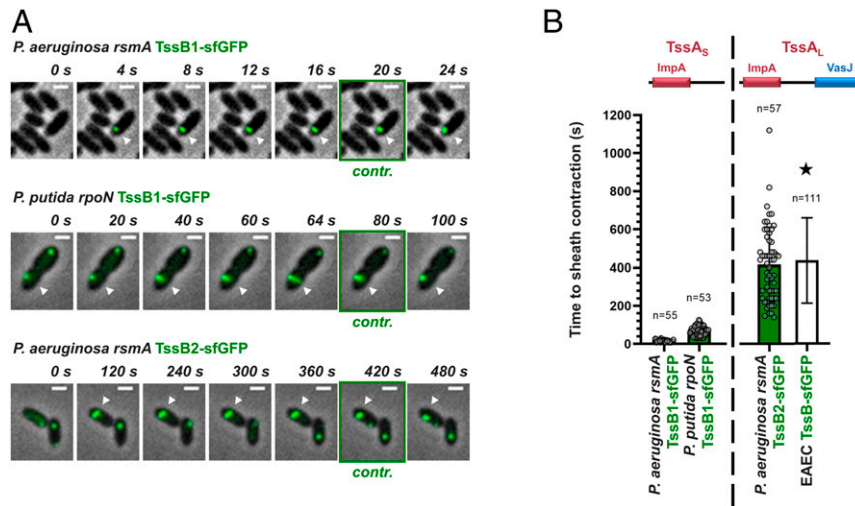 A
P. aeruginosa rsmA TssB1-sfGFP
0 s 4 s 8 s 12 s 16 s 20 s 24 s
contr.
P. putida rpoN TssB1-sfGFP
0 s 20 s 40 s 60 s 64 s 80 s 100 s
contr.
P. aeruginosa rsmA TssB2-sfGFP
0 s 120 s 240 s 300 s 360 s 420 s 480 s
contr.
B
TssAS TssAL
ImpA ImpA VasJ
Time to sheath contraction (s)
1200
1000
800
600
400
200
0
n=55
n=53
n=57
n=111
P. aeruginosa rsmA
TssB1-sfGFP
P. putida rpoN
TssB1-sfGFP
P. aeruginosa rsmA
TssB2-sfGFP
EAEC TssB-sfGFP